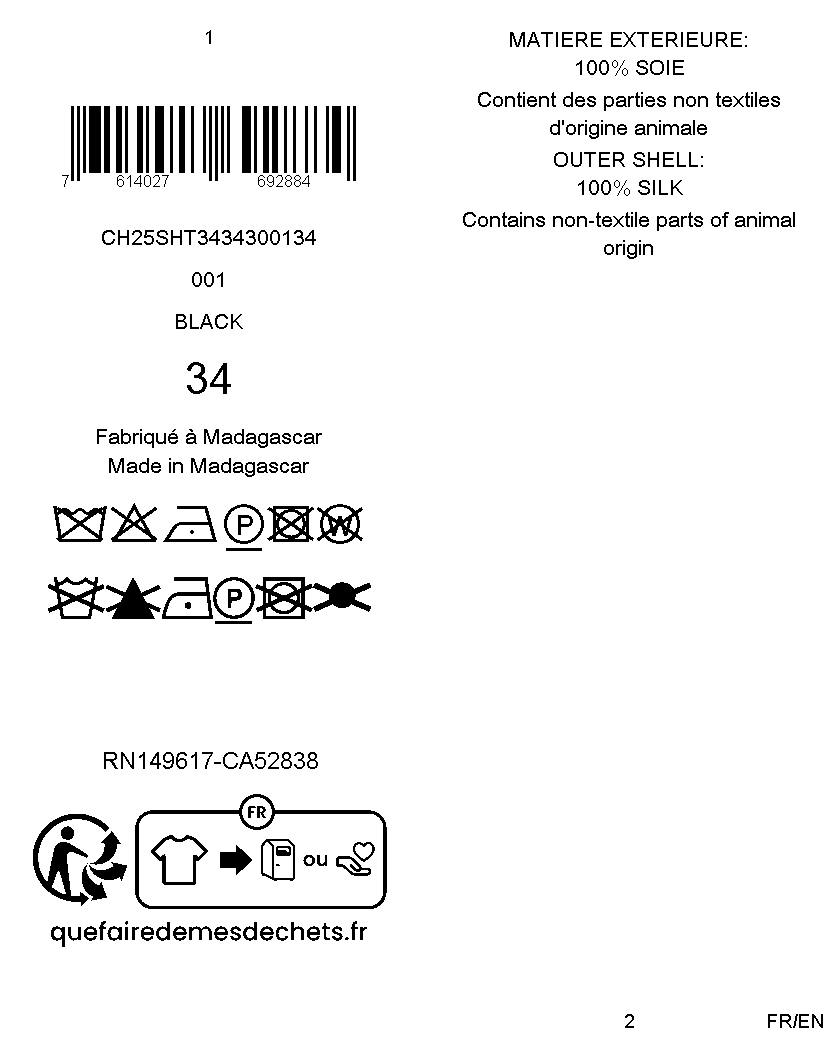 1
7 614027 692884
CH25SHT3434300134
001
BLACK
34
Fabriqué à Madagascar
Made in Madagascar
P
W
P
RN149617-CA52838
FR
ou
quefairedemesdechets.fr
MATIERE EXTERIEURE:
100% SOIE
Contient des parties non textiles
d'origine animale
OUTER SHELL:
100% SILK
Contains non-textile parts of animal
origin
2
FR/EN